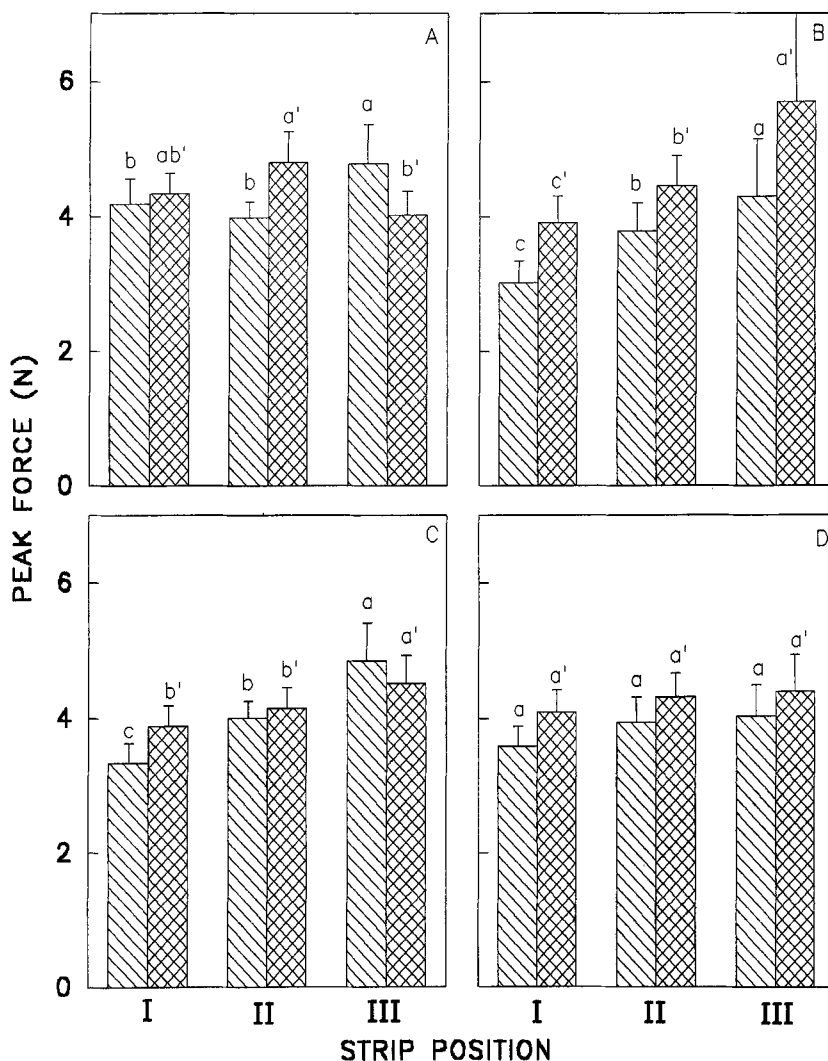 A
B
6
4
2
0
b
ab'
b
a'
a
b'
c
c'
b
b'
a
a'
C
D
6
4
2
0
c
b'
b
b'
a
a'
a
a'
a
a'
a
a'
I II III I II III
STRIP POSITION
PEAK FORCE (N)